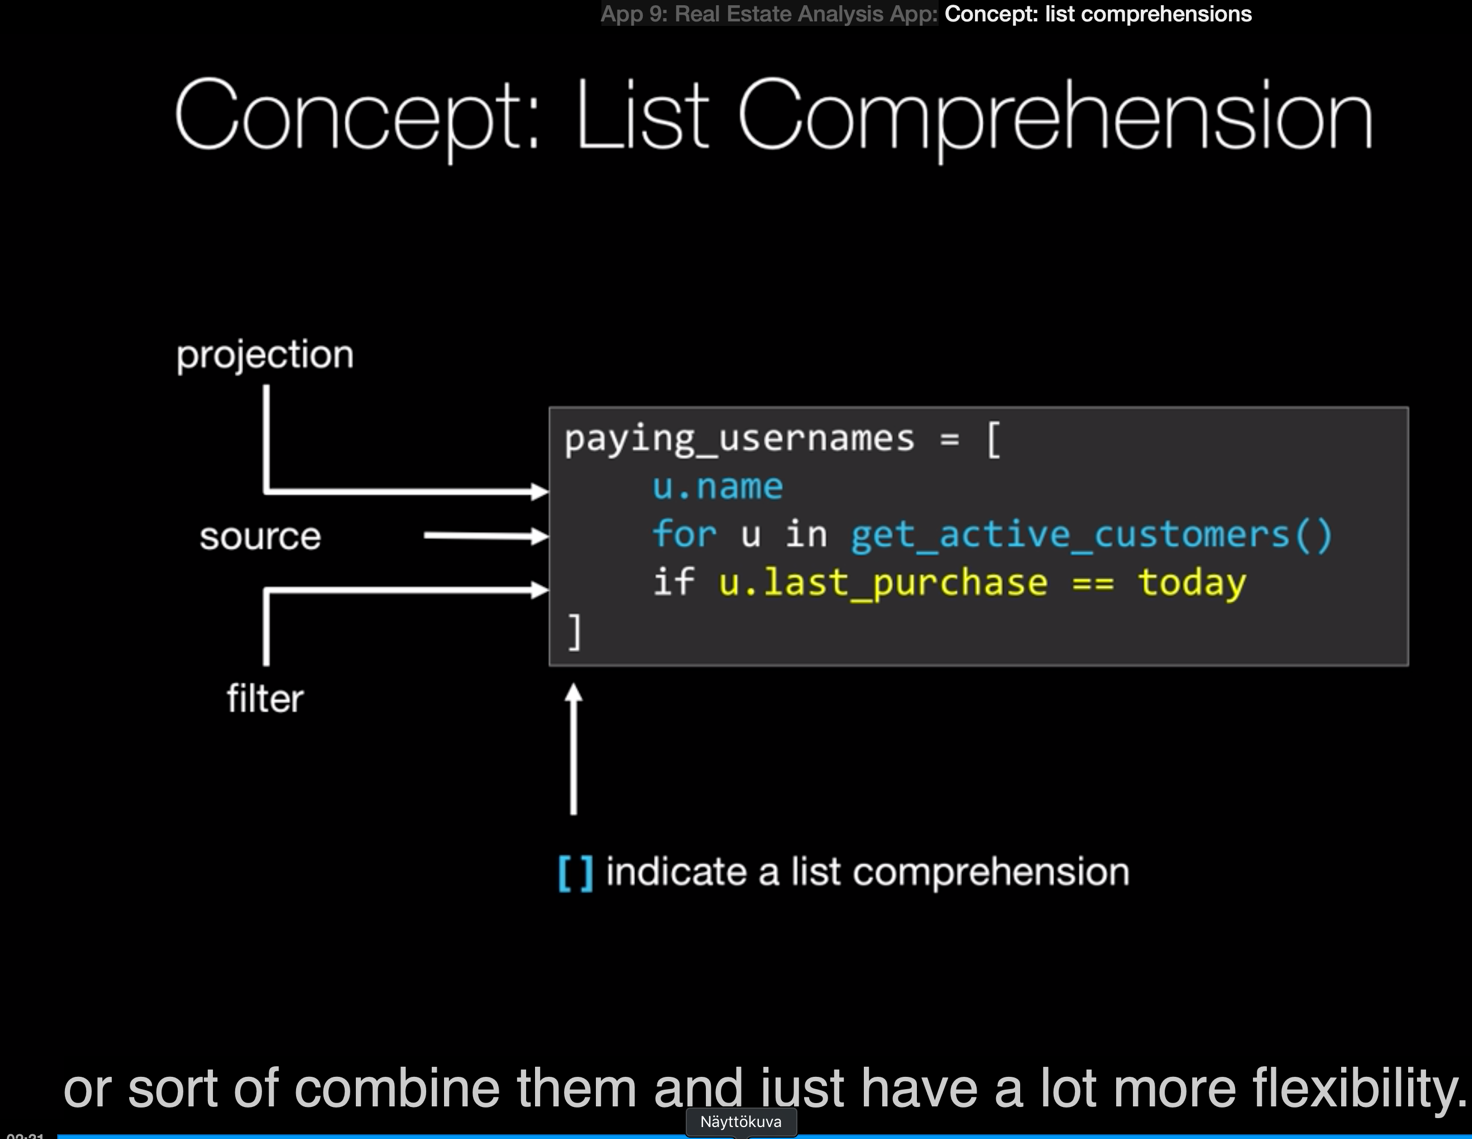 App 9: Real Estate Analysis App: Concept: list comprehensions
Concept: List Comprehension
projection
source
filter
paying_usernames = [
u.name
for u in get_active_customers()
if u.last_purchase == today
]
[ ] indicate a list comprehension
or sort of combine them and just have a lot more flexibility.
Näyttökuva